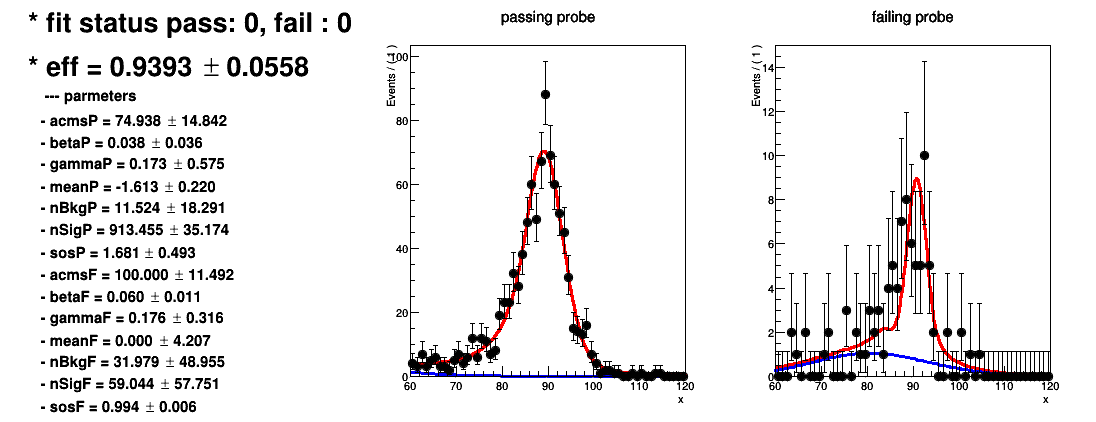 * fit status pass: 0, fail : 0
* eff = 0.9393 ± 0.0558
--- parmeters
- acmsP = 74.938 ± 14.842
- betaP = 0.038 ± 0.036
- gammaP = 0.173 ± 0.575
- meanP = -1.613 ± 0.220
- nBkgP = 11.524 ± 18.291
- nSigP = 913.455 ± 35.174
- sosP = 1.681 ± 0.493
- acmsF = 100.000 ± 11.492
- betaF = 0.060 ± 0.011
- gammaF = 0.176 ± 0.316
- meanF = 0.000 ± 4.207
- nBkgF = 31.979 ± 48.955
- nSigF = 59.044 ± 57.751
- sosF = 0.994 ± 0.006
passing probe
Events / ( 1 )
100
80
60
40
20
0
60 70 80 90 100 110 120
x
failing probe
Events / ( 1 )
14
12
10
8
6
4
2
0
60 70 80 90 100 110 120
x